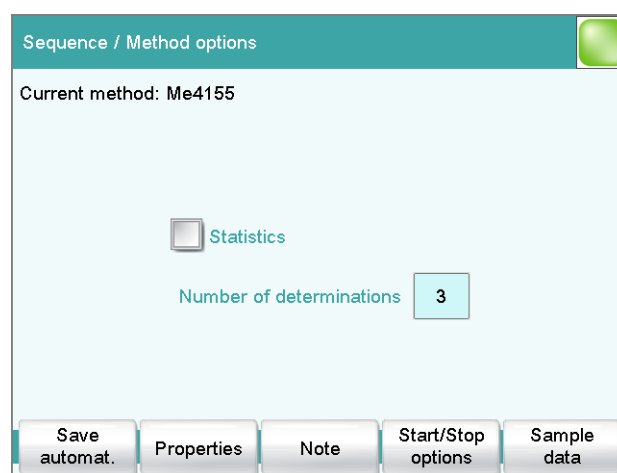 Sequence / Method options
Current method: Me4155
Statistics
Number of determinations 3
Save automat.
Properties
Note
Start/Stop options
Sample data